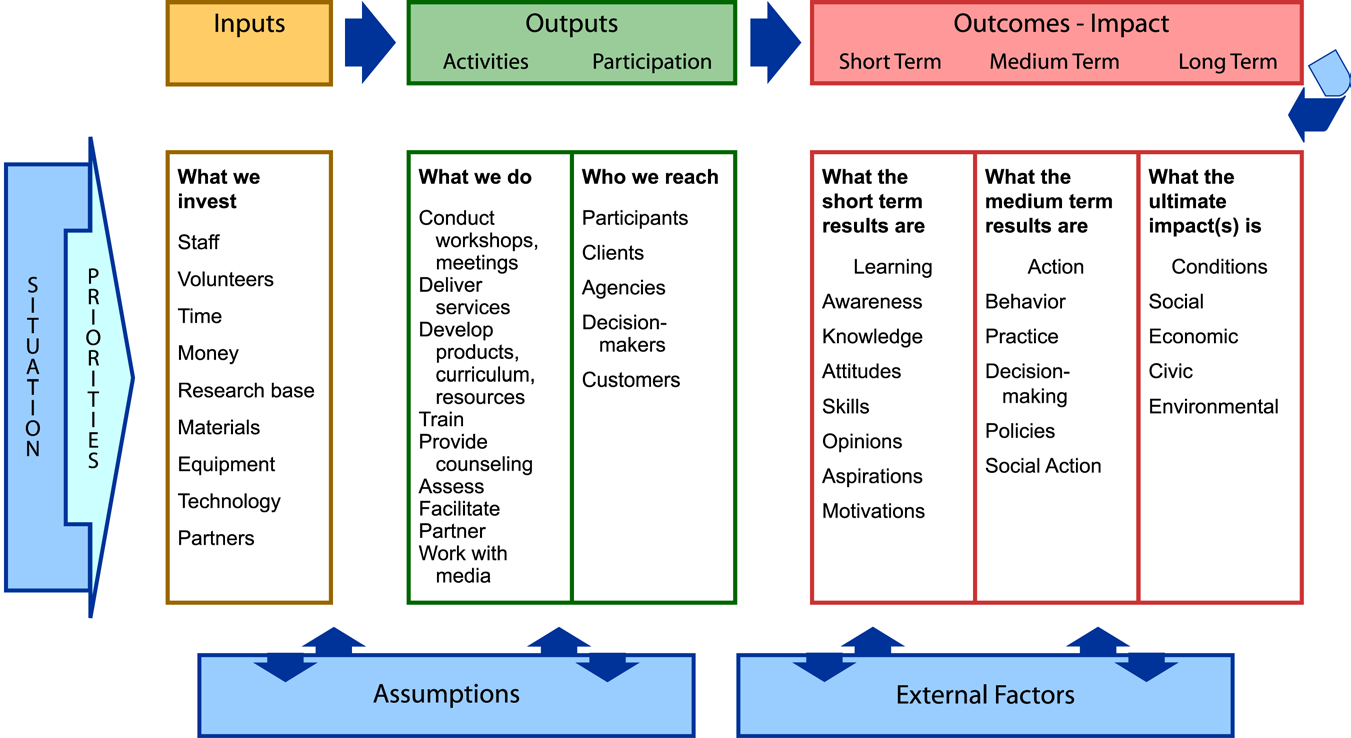 Inputs
Outputs
Activities
Participation
Outcomes - Impact
Short Term
Medium Term
Long Term
SITUATION
PRIORITIES
What we
invest
Staff
Volunteers
Time
Money
Research base
Materials
Equipment
Technology
Partners
What we do
Conduct
workshops,
meetings
Deliver
services
Develop
products,
curriculum,
resources
Train
Provide
counseling
Assess
Facilitate
Partner
Work with
media
Who we reach
Participants
Clients
Agencies
Decision-
makers
Customers
What the
short term
results are
Learning
Awareness
Knowledge
Attitudes
Skills
Opinions
Aspirations
Motivations
What the
medium term
results are
Action
Behavior
Practice
Decision-
making
Policies
Social Action
What the
ultimate
impact(s) is
Conditions
Social
Economic
Civic
Environmental
Assumptions
External Factors